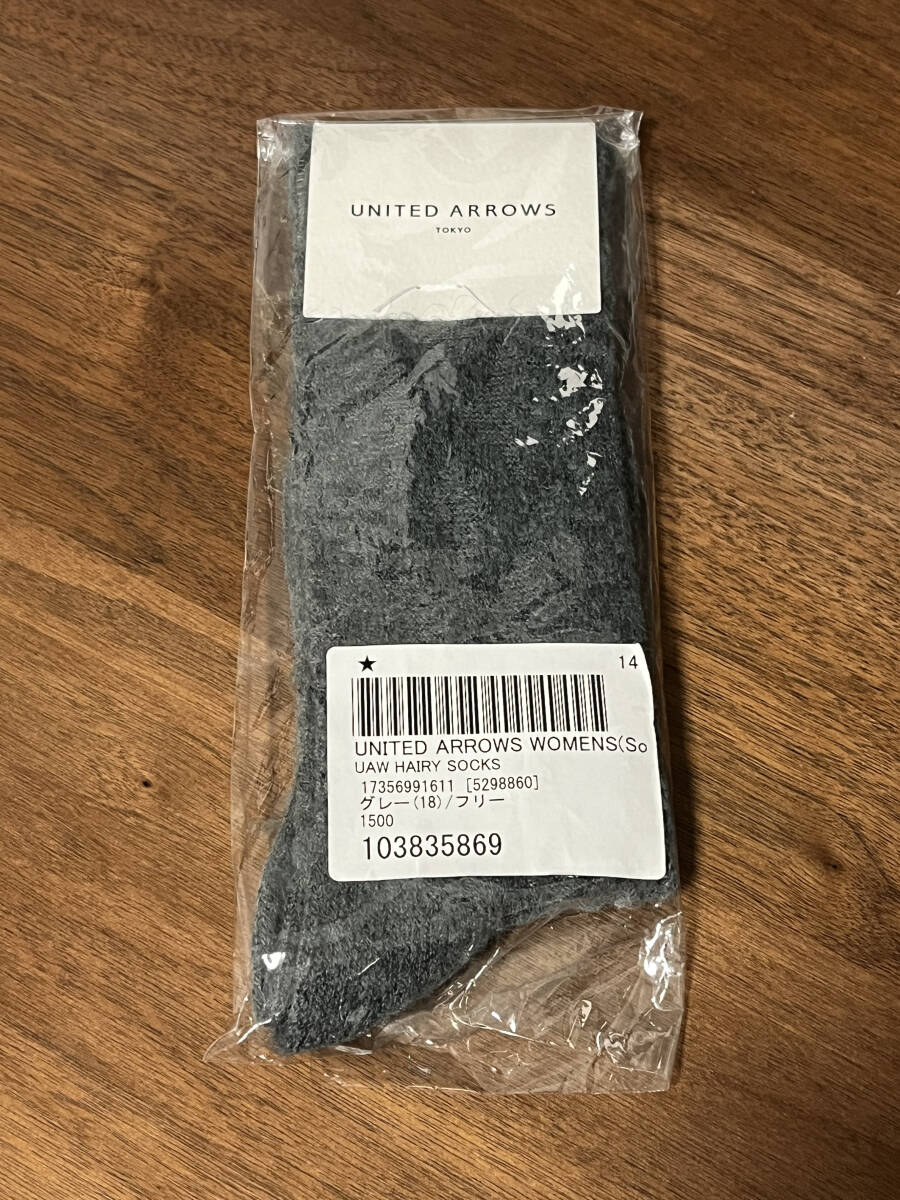 UNITED ARROWS
TOKYO
★ 14
UNITED ARROWS WOMENS(So
UAW HAIRY SOCKS
17356991611 [5298860]
グレー(18)/フリー
1500
103835869